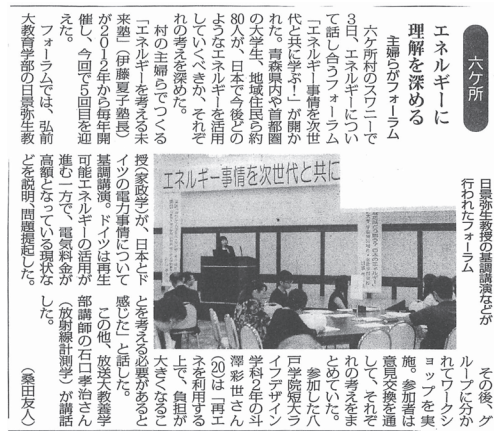 六ケ所
エネルギーに
理解を深める
主婦らがフォーラム
六ケ所村のスワニーで
3日、エネルギーについ
て話し合うフォーラム
「エネルギー事情を次世
代と共に学ぶ!」が開か
れた。青森県内や首都圏
の大学生、地域住民ら約
80人が、日本で今後どの
ようなエネルギーを活用
していくべきか、それぞ
れの考えを深めた。
村の主婦らでつくる
「エネルギーを考える未
来塾」(伊藤夏子塾長)
が2012年から毎年開
催し、今回で5回目を迎
えた。
フォーラムでは、弘前
大教育学部の日景弥生教
授(家政学)が、日本とド
イツの電力事情について
基調講演。ドイツは再生
可能エネルギーの活用が
進む一方で、電気料金が
高額となっている現状な
どを説明、問題提起した。
エネルギー事情を次世代と共に
日景弥生教授の基調講演などが
行われたフォーラム
その後、グ
ループに分か
れてワークシ
ョップを実
施。参加者は
意見交換を通
して、それぞ
れの考えをま
とめていた。
参加した八
戸学院短大ラ
イフデザイン
学科2年の斗
澤彩世さん
(20)は「再エ
ネを利用する
上で、負担が
大きくなるこ
とを考える必要があると
感じた」と話した。
この他、放送大教養学
部講師の石口孝治さん
(放射線計測学)が講話
した。
(桑田友人)